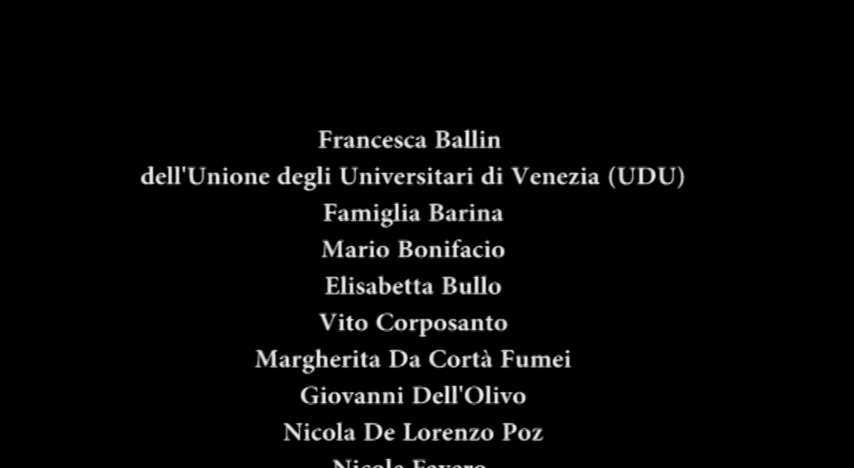 Francesca Ballin
dell'Unione degli Universitari di Venezia (UDU)
Famiglia Barina
Mario Bonifacio
Elisabetta Bullo
Vito Corposanto
Margherita Da Cortà Fumei
Giovanni Dell'Olivo
Nicola De Lorenzo Poz